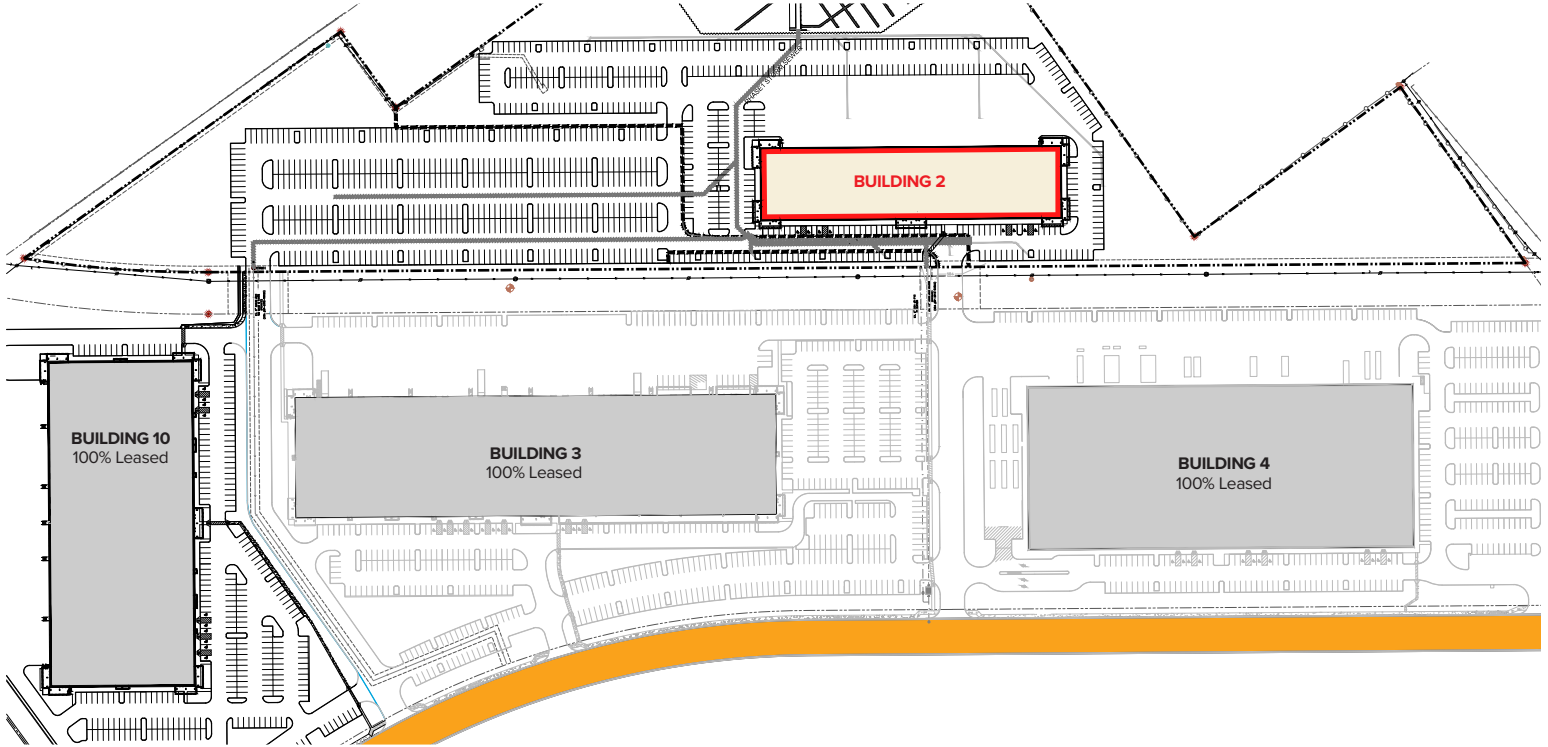 BUILDING 2
BUILDING 10
100% Leased
BUILDING 3
100% Leased
BUILDING 4
100% Leased